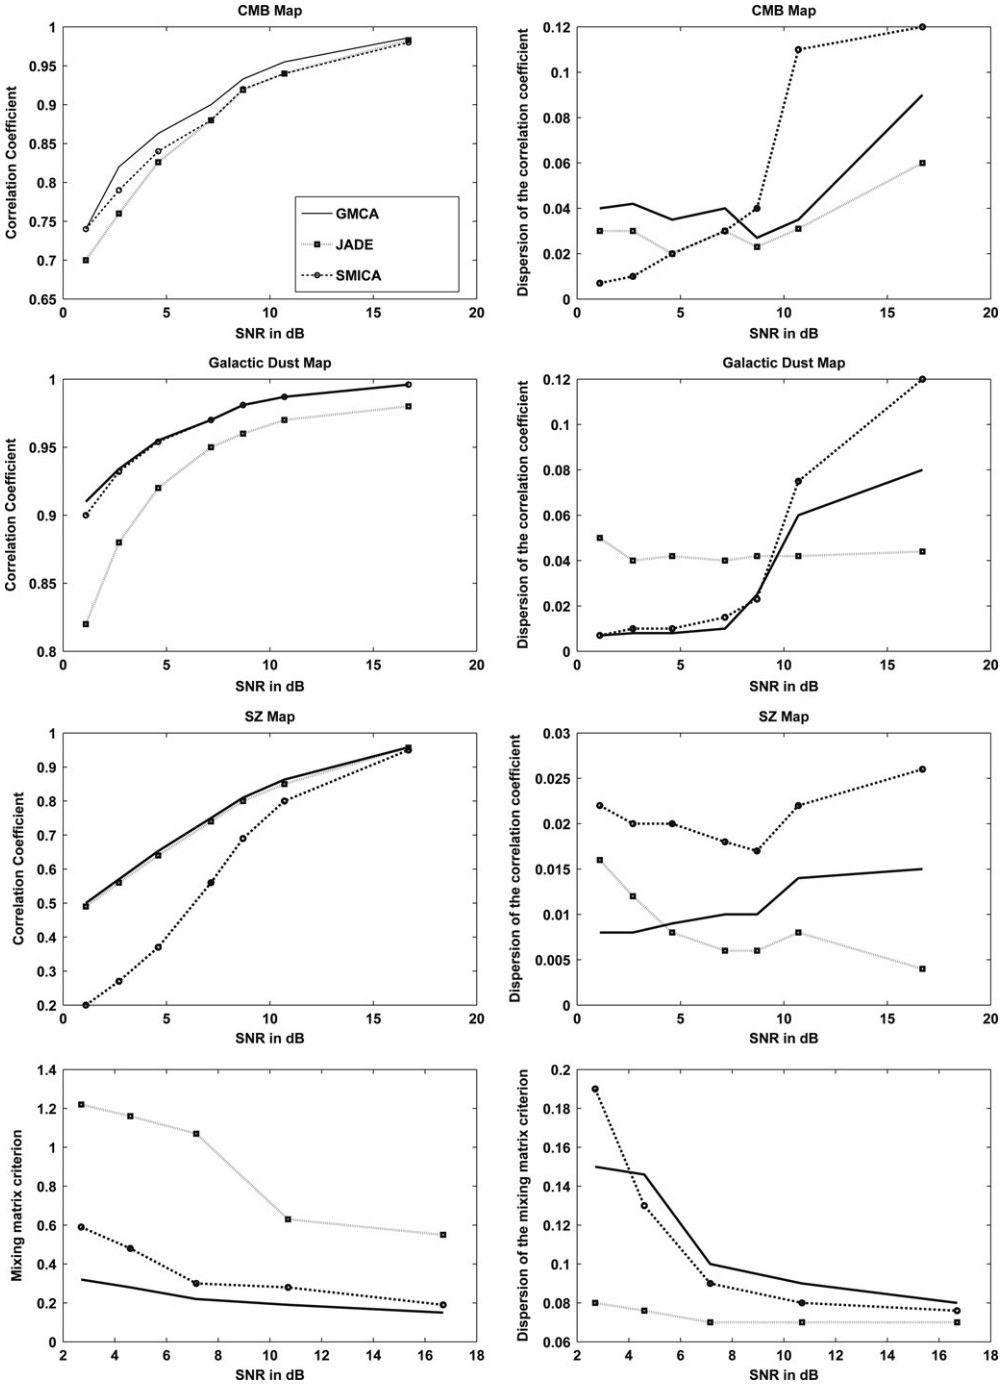 CMB Map
Correlation Coefficient
1
0.95
0.9
0.85
0.8
0.75
0.7
0.65
0 5 10 15 20
SNR in dB
GMCA
JADE
SMICA
CMB Map
Dispersion of the correlation coefficient
0.12
0.1
0.08
0.06
0.04
0.02
0
0 5 10 15 20
SNR in dB
Galactic Dust Map
Correlation Coefficient
1
0.95
0.9
0.85
0.8
0 5 10 15 20
SNR in dB
Galactic Dust Map
Dispersion of the correlation coefficient
0.12
0.1
0.08
0.06
0.04
0.02
0
0 5 10 15 20
SNR in dB
SZ Map
Correlation Coefficient
1
0.9
0.8
0.7
0.6
0.5
0.4
0.3
0.2
0 5 10 15 20
SNR in dB
SZ Map
Dispersion of the correlation coefficient
0.03
0.025
0.02
0.015
0.01
0.005
0
0 5 10 15 20
SNR in dB
Mixing matrix criterion
1.4
1.2
1
0.8
0.6
0.4
0.2
0
2 4 6 8 10 12 14 16 18
SNR in dB
Dispersion of the mixing matrix criterion
0.2
0.18
0.16
0.14
0.12
0.1
0.08
0.06
2 4 6 8 10 12 14 16 18
SNR in dB